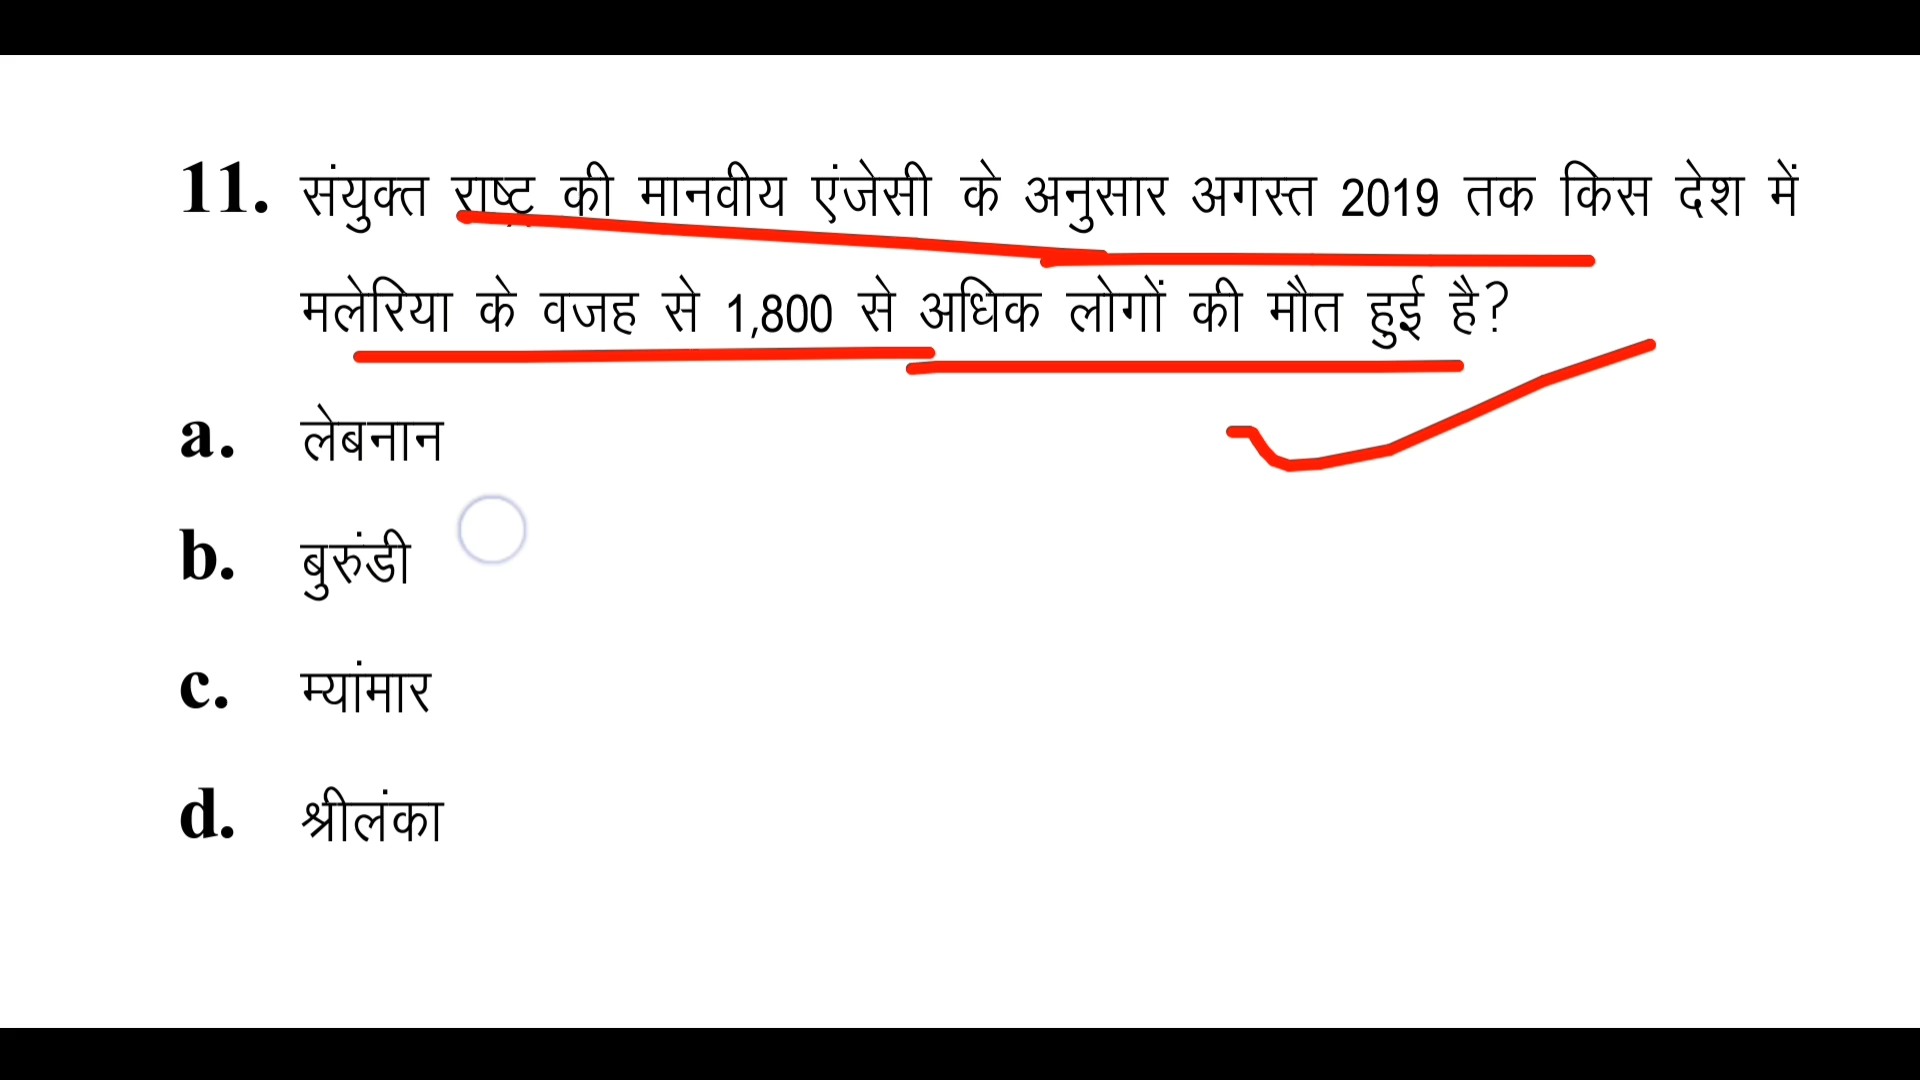 11. संयुक्त राष्ट्र की मानवीय एंजेसी के अनुसार अगस्त 2019 तक किस देश में
मलेरिया के वजह से 1,800 से अधिक लोगों की मौत हुई है?
a. लेबनान
b. बुरुंडी
c. म्यांमार
d. श्रीलंका